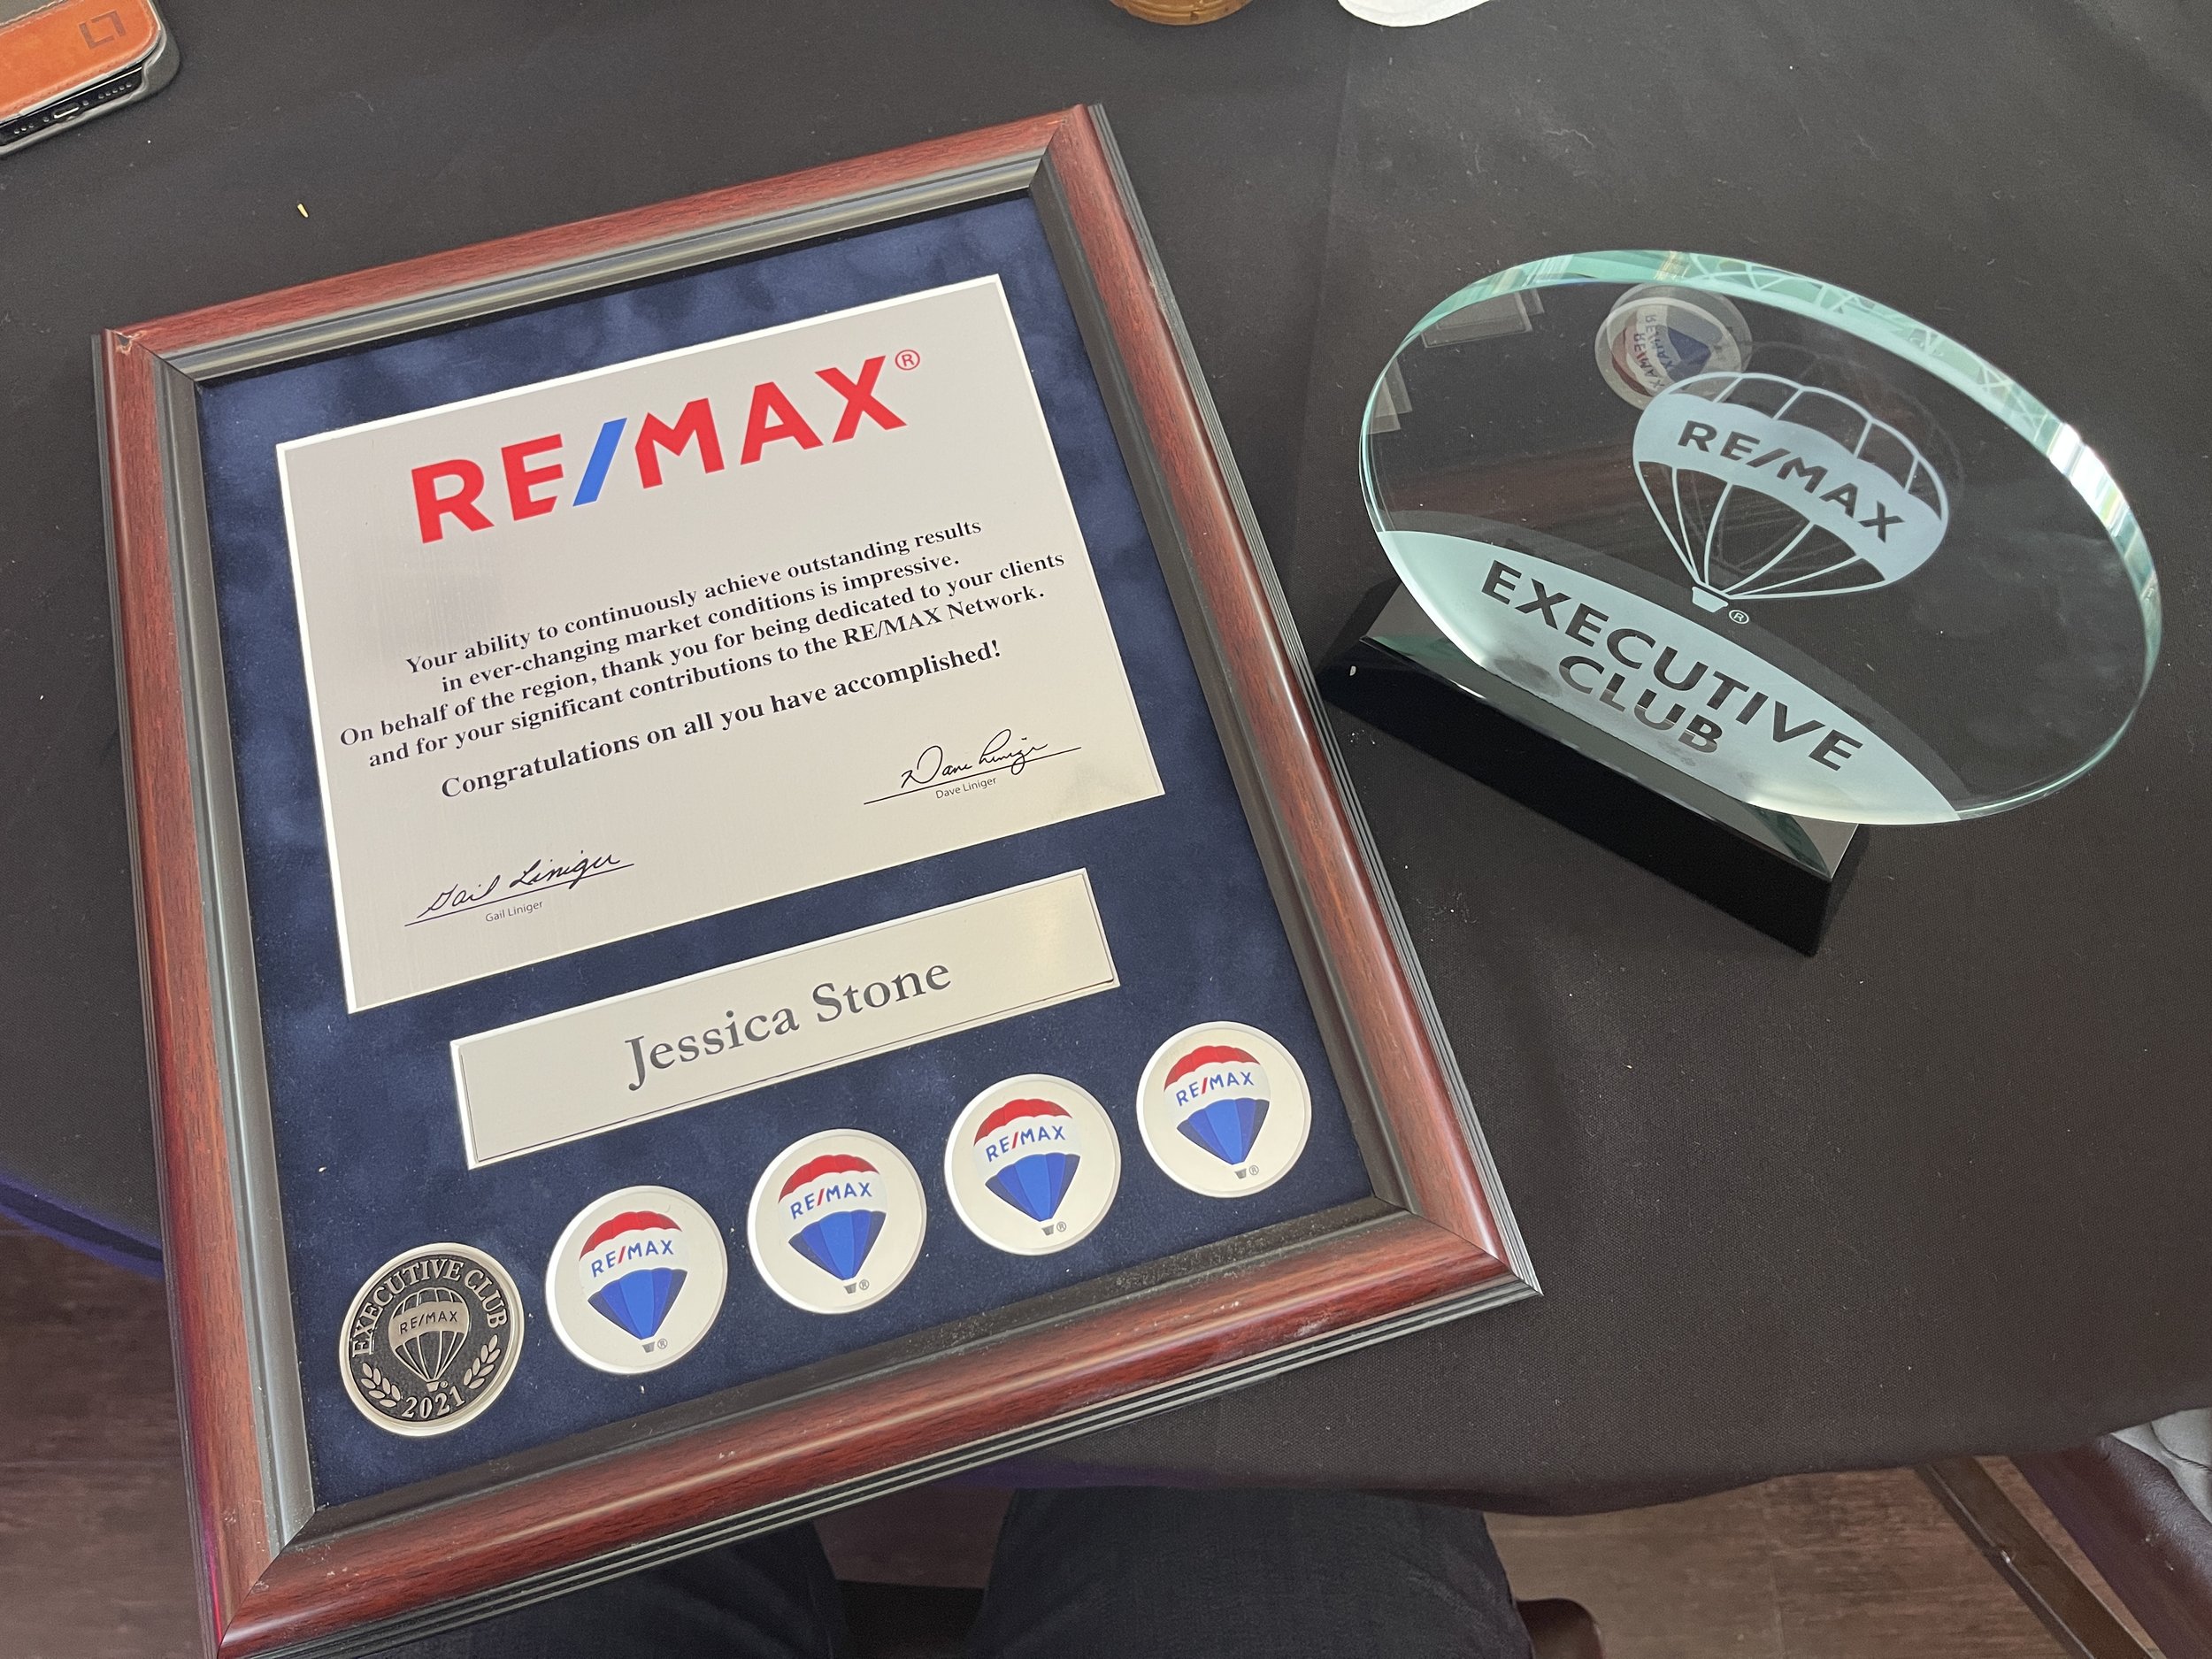 RE/MAX®
Your ability to continuously achieve outstanding results
in ever-changing market conditions is impressive.
On behalf of the region, thank you for being dedicated to your clients
and for your significant contributions to the RE/MAX Network.
Congratulations on all you have accomplished!
Gail Liniger
Gail Liniger
Dave Liniger
Dave Liniger
Jessica Stone
EXECUTIVE CLUB
RE/MAX
2021
RE/MAX
®
RE/MAX
®
RE/MAX
®
RE/MAX
®
RE/MAX
®
EXECUTIVE
CLUB